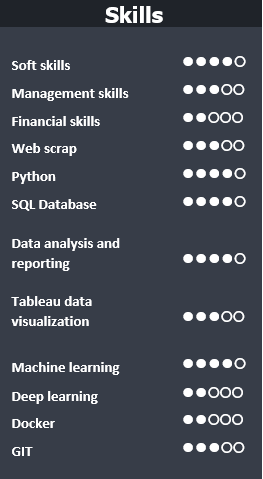 Skills
Soft skills
Management skills
Financial skills
Web scrap
Python
SQL Database
Data analysis and
reporting
Tableau data
visualization
Machine learning
Deep learning
Docker
GIT